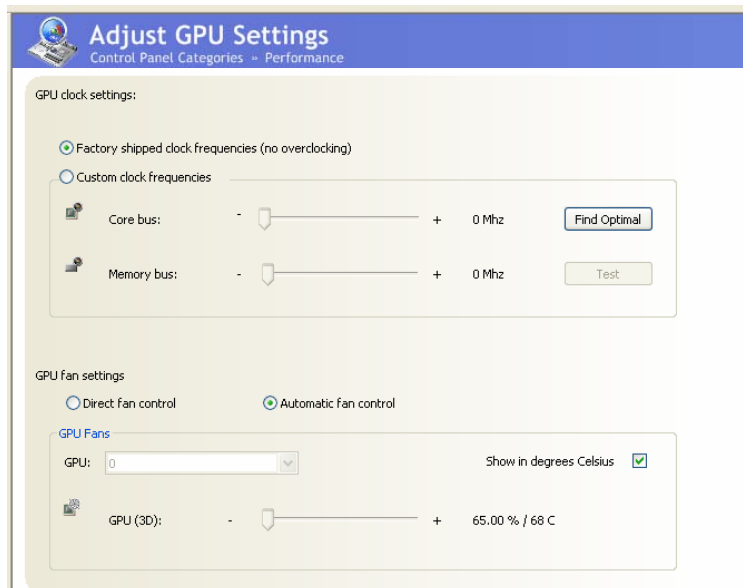 Adjust GPU Settings
Control Panel Categories » Performance
GPU clock settings:
Factory shipped clock frequencies (no overclocking)
Custom clock frequencies
Core bus: - + 0 Mhz Find Optimal
Memory bus: - + 0 Mhz Test
GPU fan settings
Direct fan control Automatic fan control
GPU Fans
GPU: 0 Show in degrees Celsius
GPU (3D): - + 65.00 % / 68 C